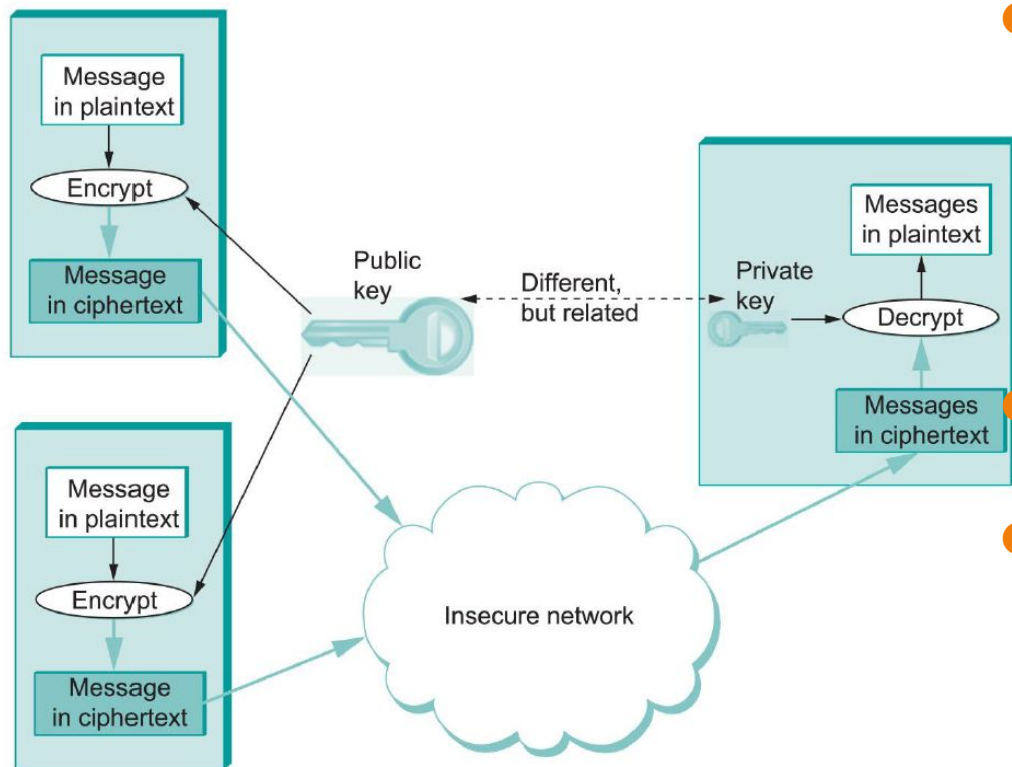 Message
in plaintext
Encrypt
Message
in ciphertext
Public
key
Different,
but related
Private
key
Messages
in plaintext
Decrypt
Messages
in ciphertext
Message
in plaintext
Encrypt
Message
in ciphertext
Insecure network